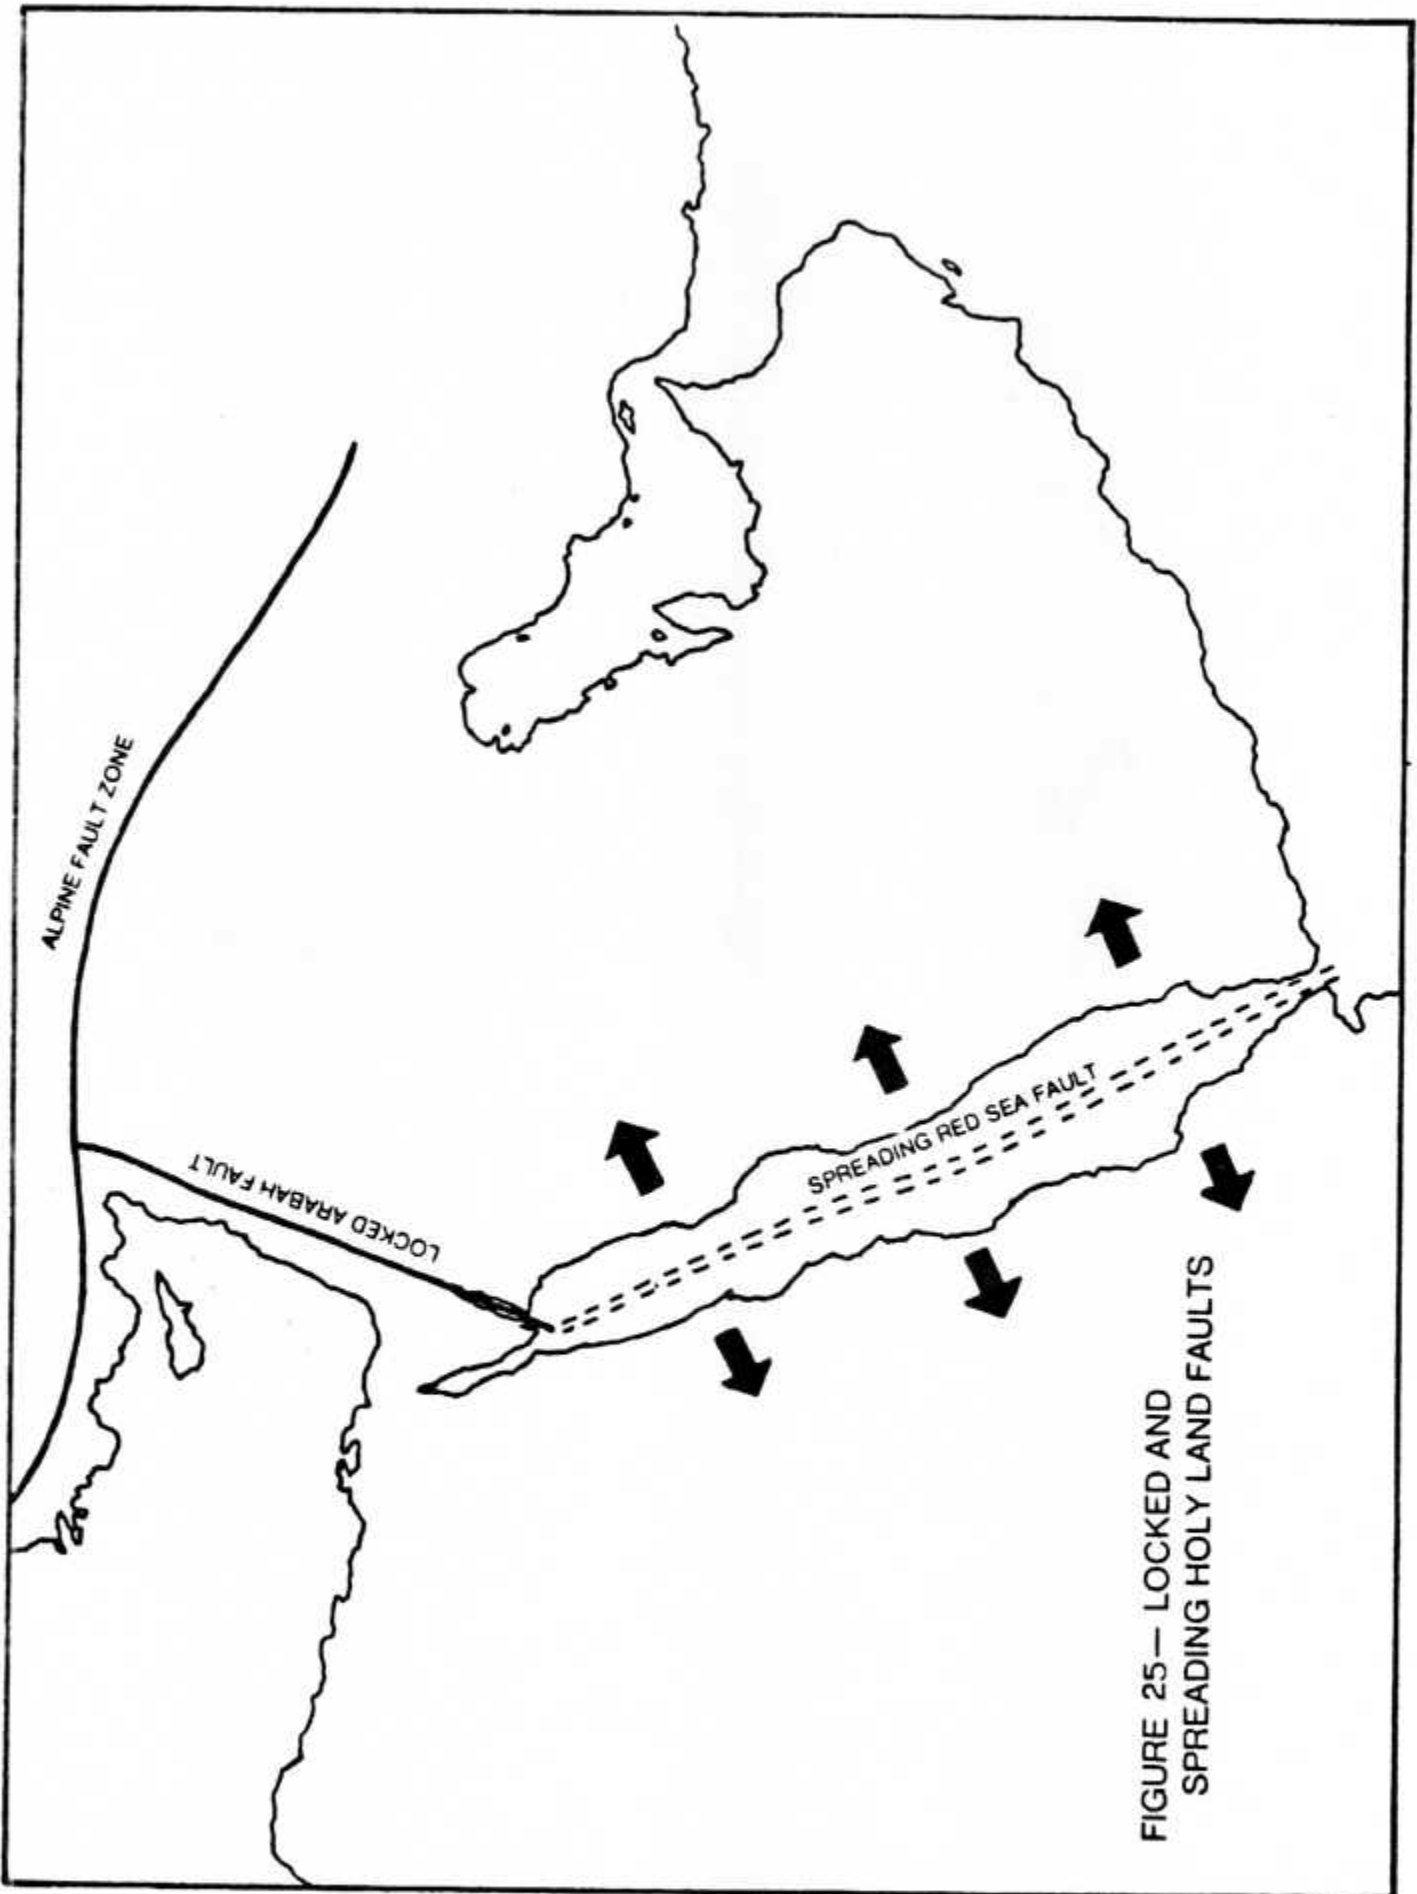 ALPINE FAULT ZONE
LOCKED ARABAH FAULT
SPREADING RED SEA FAULT
FIGURE 25— LOCKED AND
SPREADING HOLY LAND FAULTS